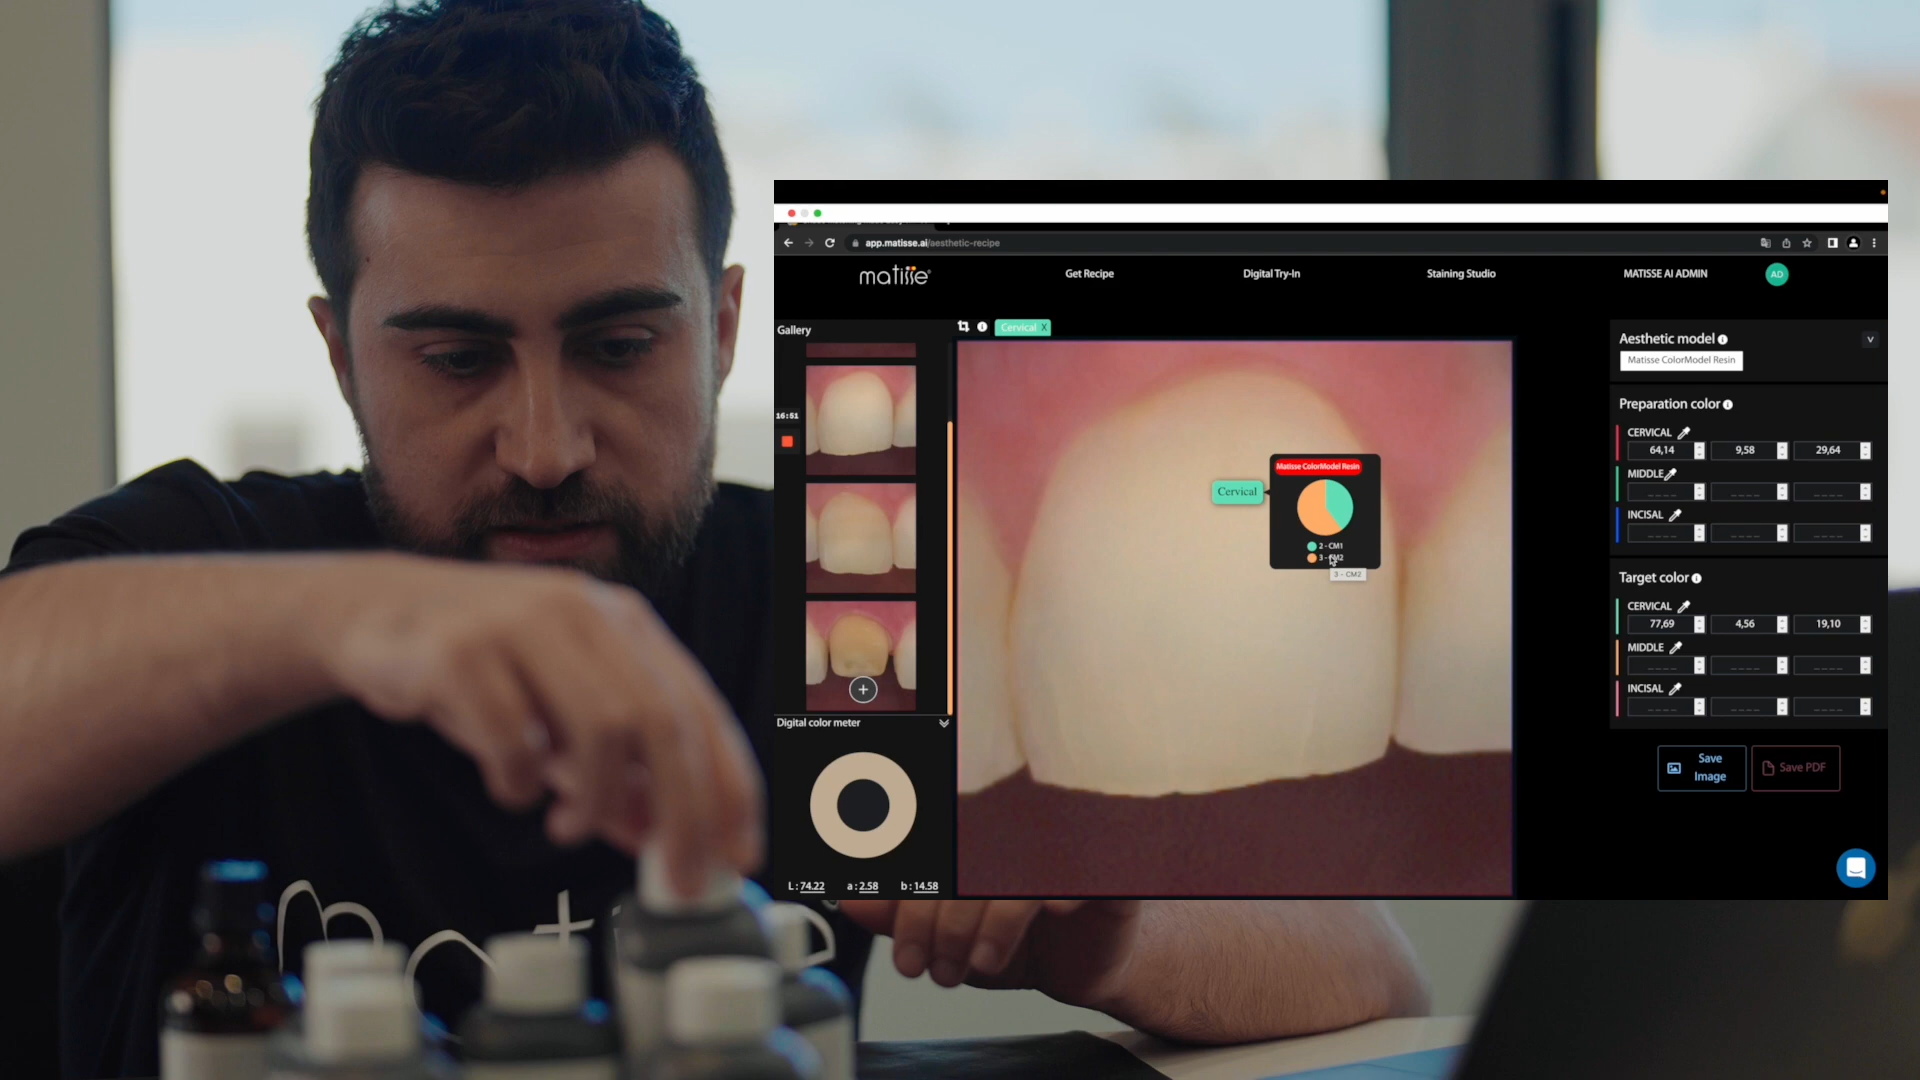 app.matisse.ai/aesthetic-recipe
matisse
Get Recipe
Digital Try-In
Staining Studio
MATISSE AI ADMIN
AD
Gallery
Cervical X
16:51
Cervical
Matisse ColorModel Resin
2 - CM1
3 - CM2
3 - CM2
Digital color meter
L: 74.22 a: 2.58 b: 14.58
Aesthetic model
V
Matisse ColorModel Resin
Preparation color
CERVICAL
64,14 9,58 29,64
MIDDLE
INCISAL
Target color
CERVICAL
77,69 4,56 19,10
MIDDLE
INCISAL
Save
Image
Save PDF